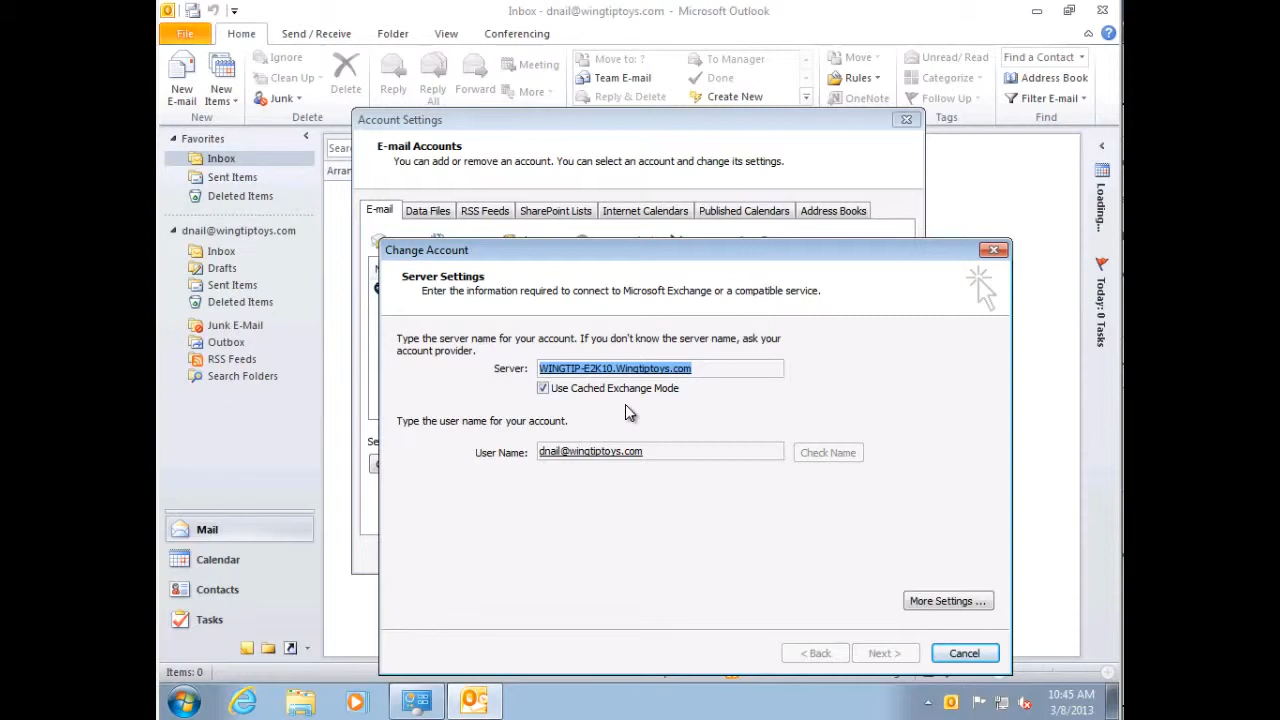 Inbox - dnail@wingtiptoys.com - Microsoft Outlook
File Home Send / Receive Folder View Conferencing
New E-mail
New Items
New
Ignore
Clean Up
Junk
Delete
Delete
Reply
Reply All
Forward
Meeting
More
Move to: ?
Team E-mail
Reply & Delete
To Manager
Done
Create New
Move
Rules
OneNote
Unread/ Read
Categorize
Follow Up
Tags
Find a Contact
Address Book
Filter E-mail
Find
Favorites
Inbox
Sent Items
Deleted Items
dnail@wingtiptoys.com
Inbox
Drafts
Sent Items
Deleted Items
Junk E-Mail
Outbox
RSS Feeds
Search Folders
Mail
Calendar
Contacts
Tasks
Items: 0
Account Settings
E-mail Accounts
You can add or remove an account. You can select an account and change its settings.
E-mail Data Files RSS Feeds SharePoint Lists Internet Calendars Published Calendars Address Books
Change Account
Server Settings
Enter the information required to connect to Microsoft Exchange or a compatible service.
Type the server name for your account. If you don't know the server name, ask your
account provider.
Server: WINGTIP-E2K10.Wingtiptoys.com
Use Cached Exchange Mode
Type the user name for your account.
User Name: dnail@wingtiptoys.com Check Name
More Settings ...
< Back Next > Cancel
Loading...
Today: 0 Tasks
10:45 AM
3/8/2013